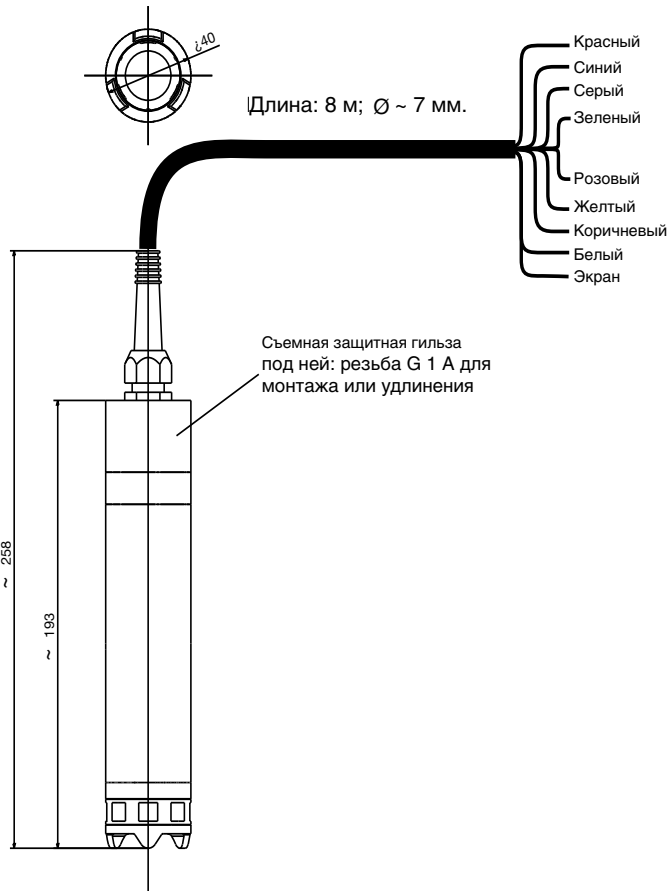 ¿40
Длина: 8 м; Ø ~ 7 мм.
Красный
Синий
Серый
Зеленый
Розовый
Желтый
Коричневый
Белый
Экран
Съемная защитная гильза
под ней: резьба G 1 A для
монтажа или удлинения
~ 258
~ 193